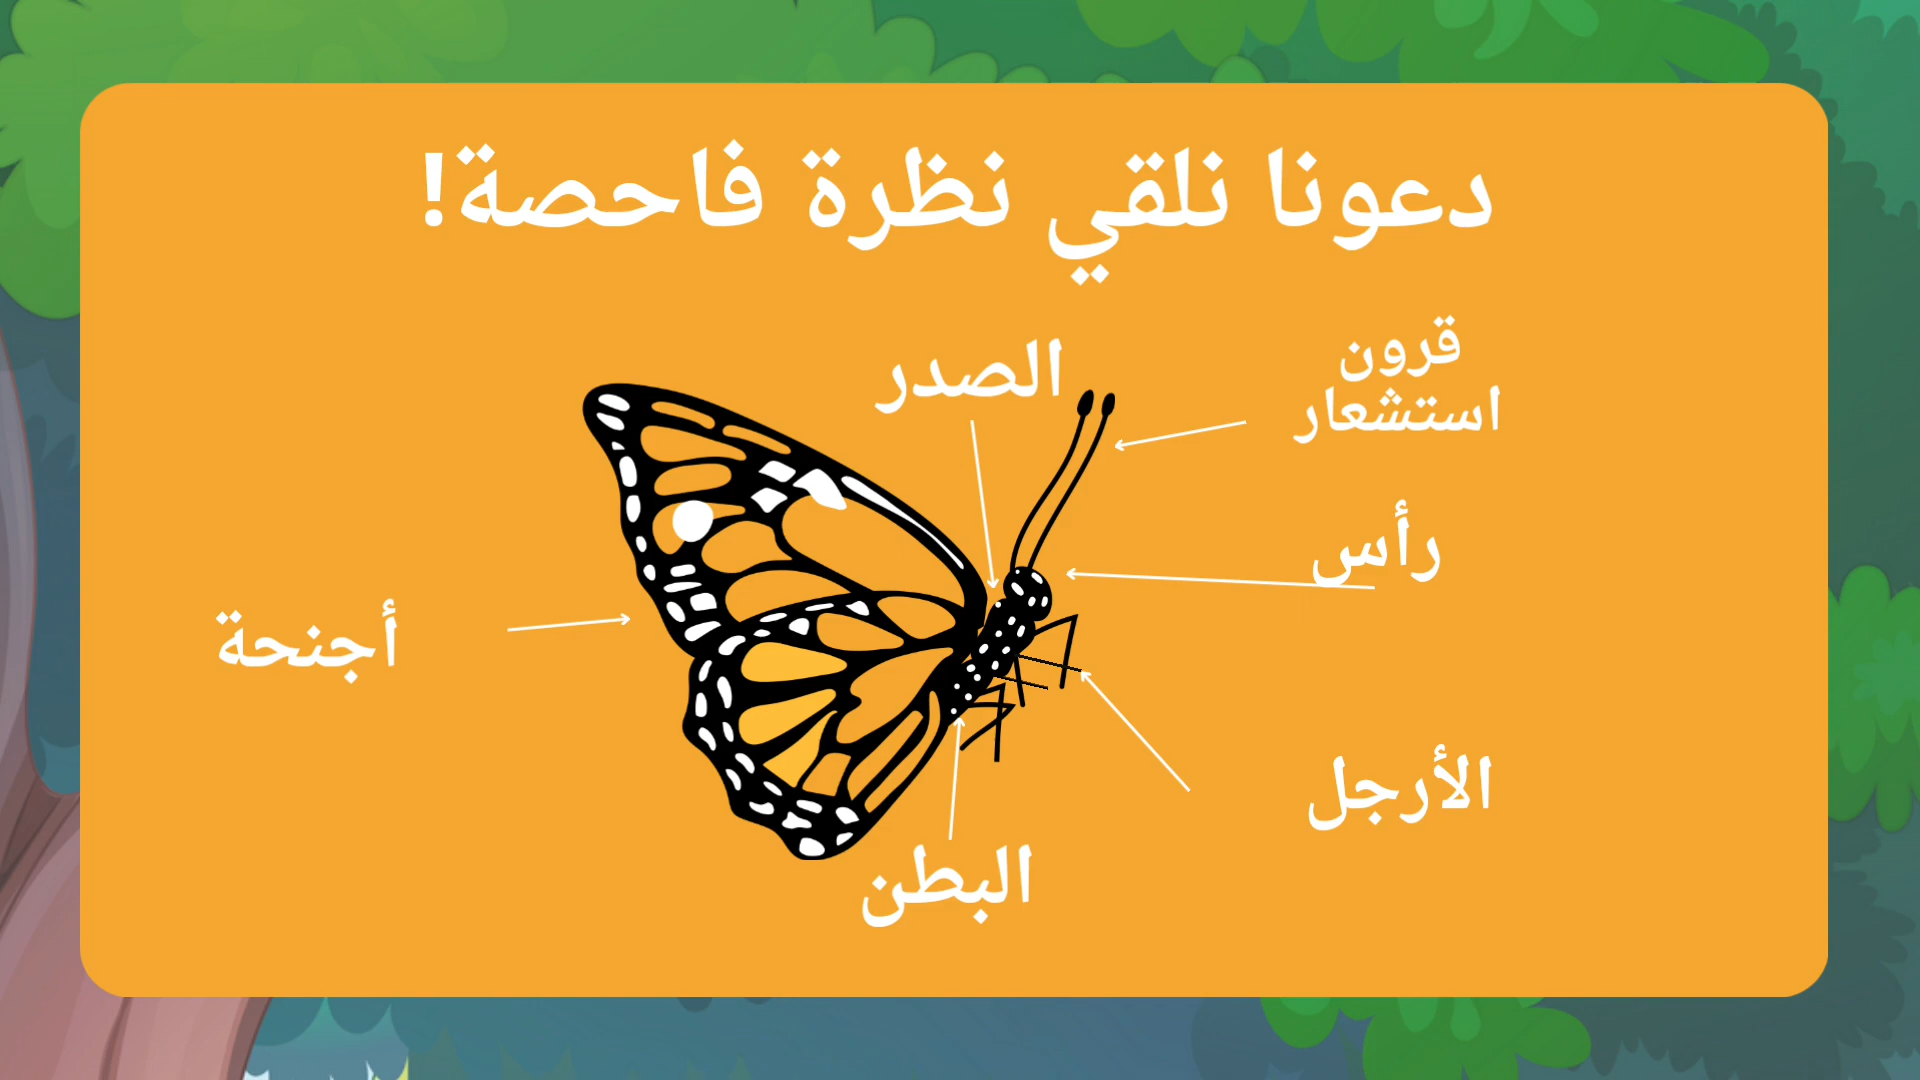 دعونا نلقي نظرة فاحصة!
قرون
استشعار
الصدر
رأس
أجنحة
الأرجل
البطن